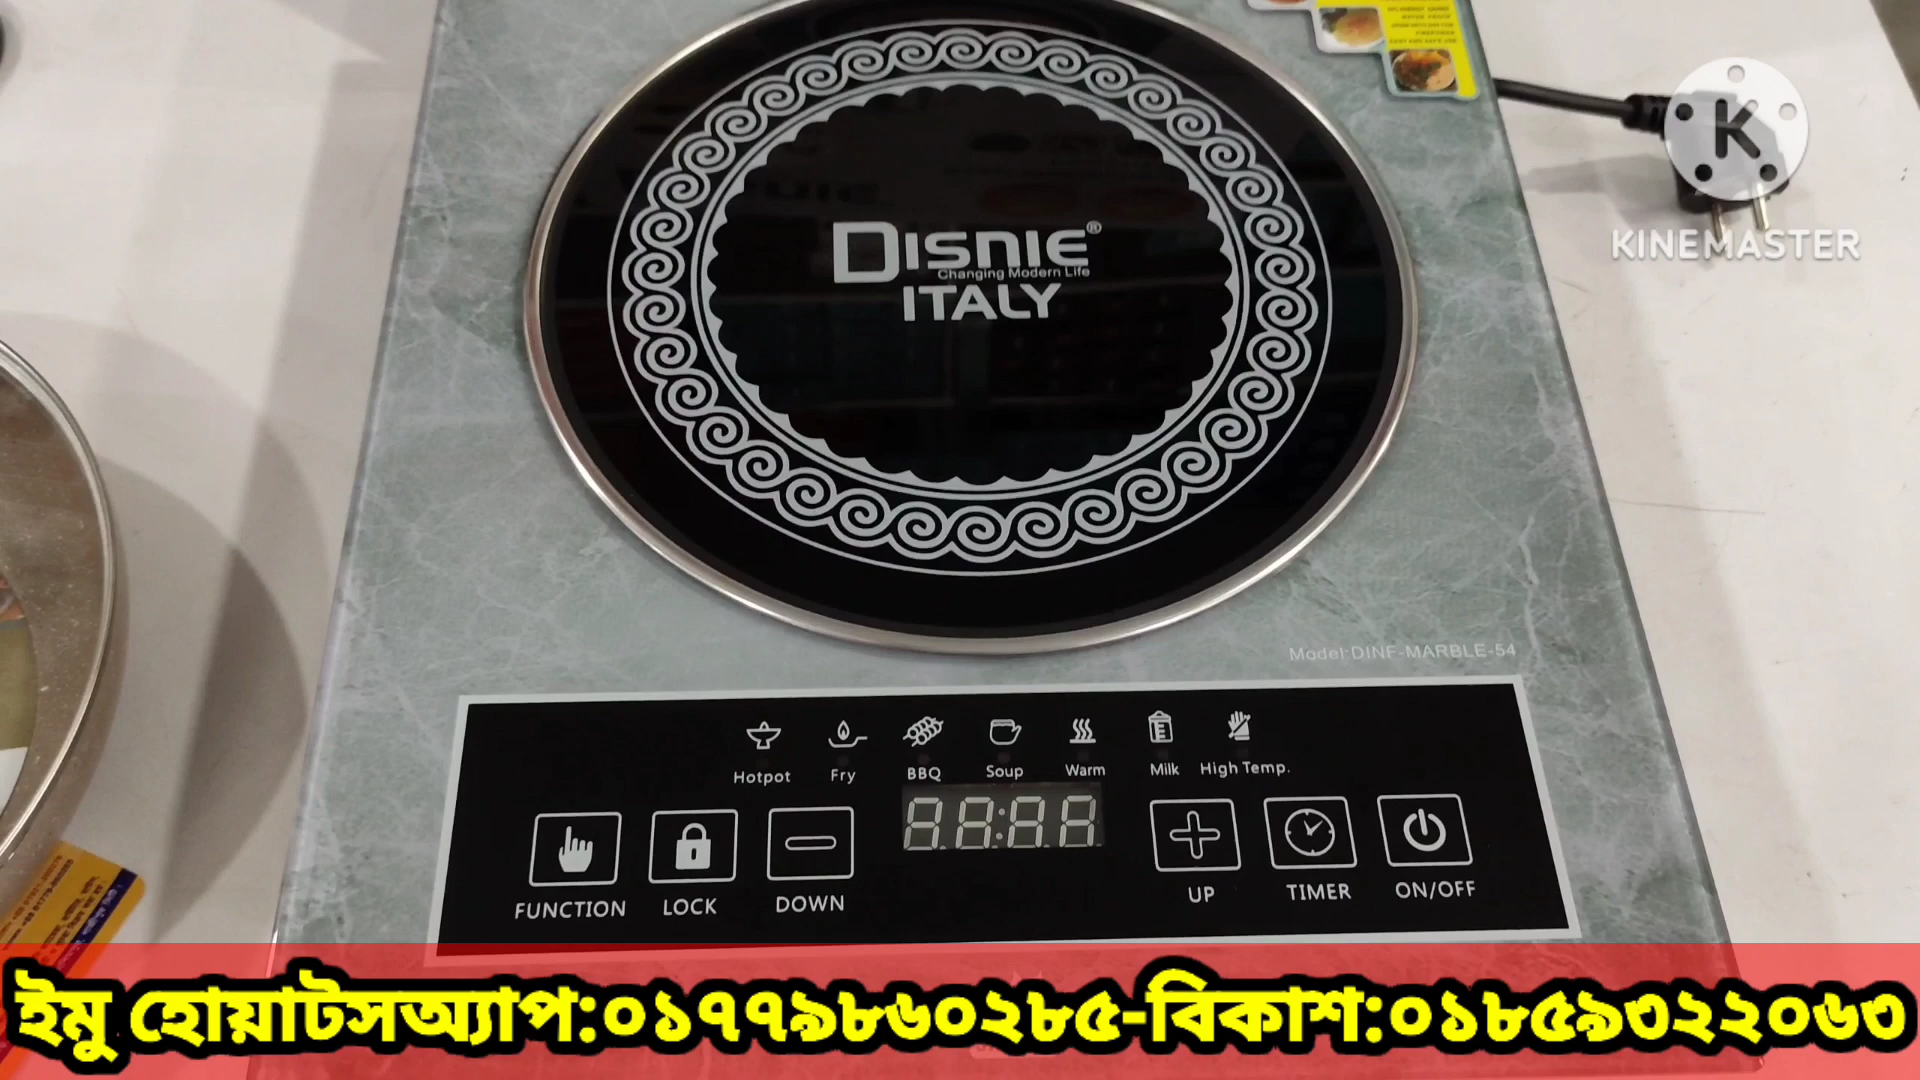 K
KINEMASTER
DISNIE®
Changing Modern Life
ITALY
Model:DINF-MARBLE-54
Hotpot Fry BBQ Soup Warm Milk High Temp.
FUNCTION LOCK DOWN UP TIMER ON/OFF
ইমু হোয়াটসঅ্যাপ:০১৭৭৯৮৬০২৮৫-বিকাশ:০১৮৫৯৩২২০৬৩